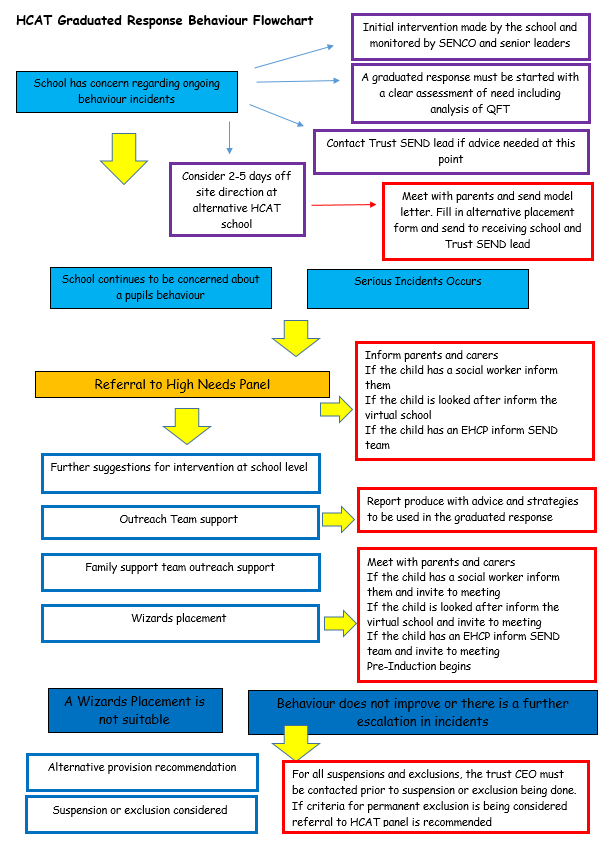 HCAT Graduated Response Behaviour Flowchart
Initial intervention made by the school and
monitored by SENCO and senior leaders
School has concern regarding ongoing
behaviour incidents
A graduated response must be started with
a clear assessment of need including
analysis of QFT
Contact Trust SEND lead if advice needed at this
point
Consider 2-5 days off
site direction at
alternative HCAT
school
Meet with parents and send model
letter. Fill in alternative placement
form and send to receiving school and
Trust SEND lead
School continues to be concerned about
a pupils behaviour
Serious Incidents Occurs
Referral to High Needs Panel
Inform parents and carers
If the child has a social worker inform
them
If the child is looked after inform the
virtual school
If the child has an EHCP inform SEND
team
Further suggestions for intervention at school level
Outreach Team support
Report produce with advice and strategies
to be used in the graduated response
Family support team outreach support
Wizards placement
Meet with parents and carers
If the child has a social worker inform
them and invite to meeting
If the child is looked after inform the
virtual school and invite to meeting
If the child has an EHCP inform SEND
team and invite to meeting
Pre-Induction begins
A Wizards Placement is
not suitable
Behaviour does not improve or there is a further
escalation in incidents
Alternative provision recommendation
Suspension or exclusion considered
For all suspensions and exclusions, the trust CEO must
be contacted prior to suspension or exclusion being done.
If criteria for permanent exclusion is being considered
referral to HCAT panel is recommended